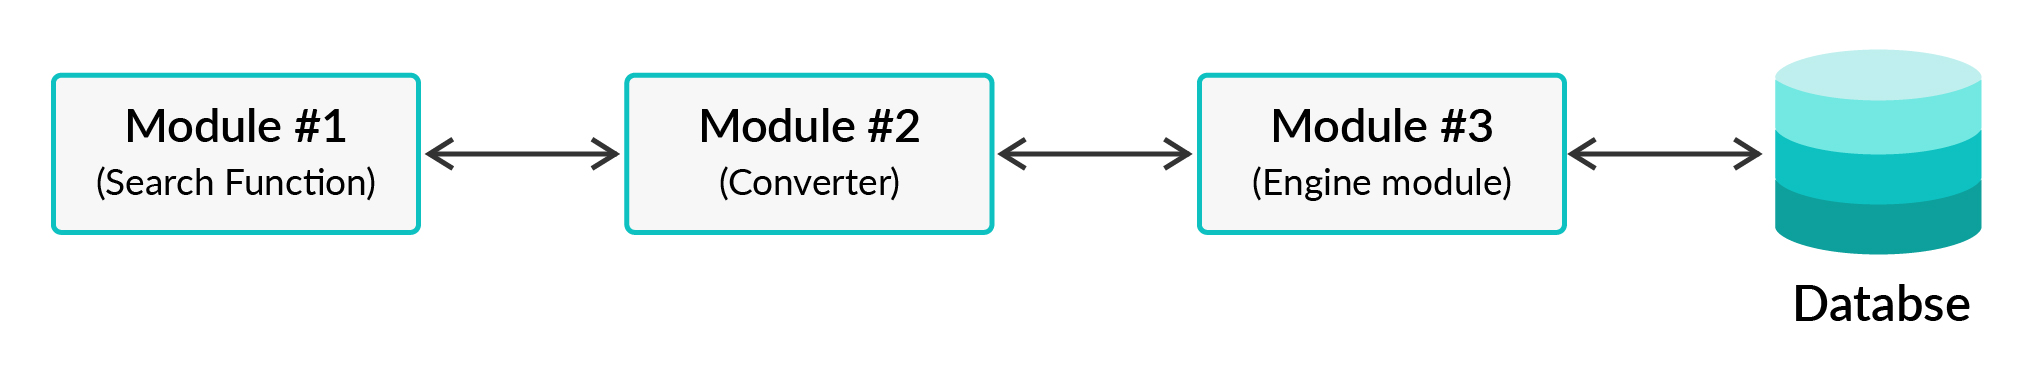 Module #1
(Search Function)
Module #2
(Converter)
Module #3
(Engine module)
Databse